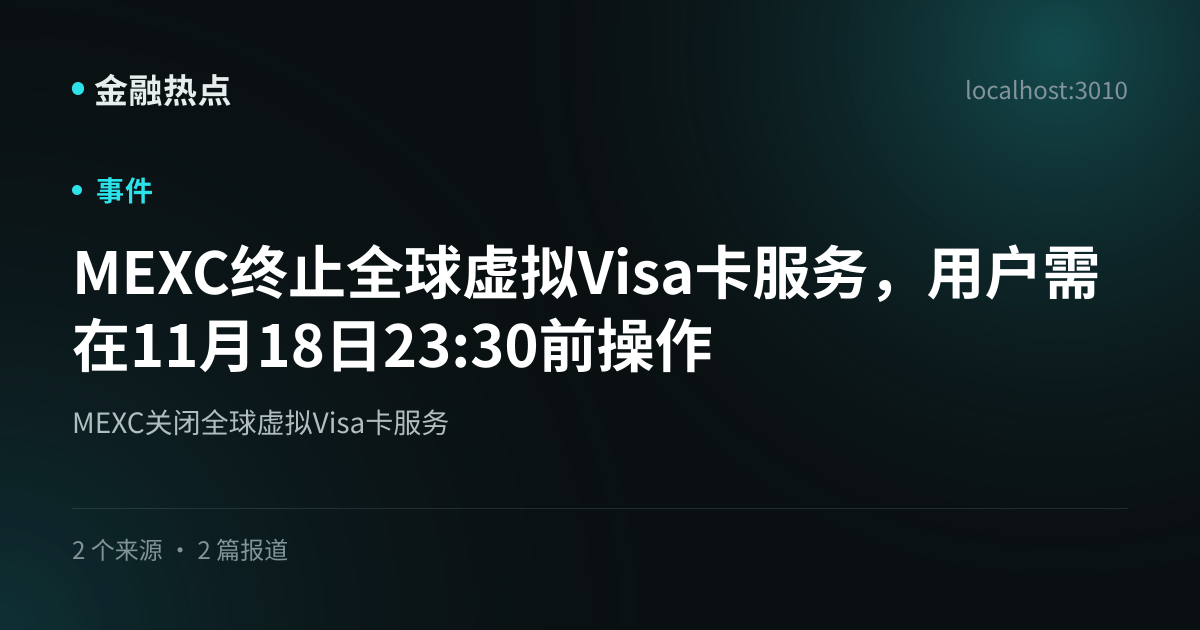 金融热点
localhost:3010
事件
MEXC终止全球虚拟Visa卡服务，用户需
在11月18日23:30前操作
MEXC关闭全球虚拟Visa卡服务
2 个来源 · 2 篇报道